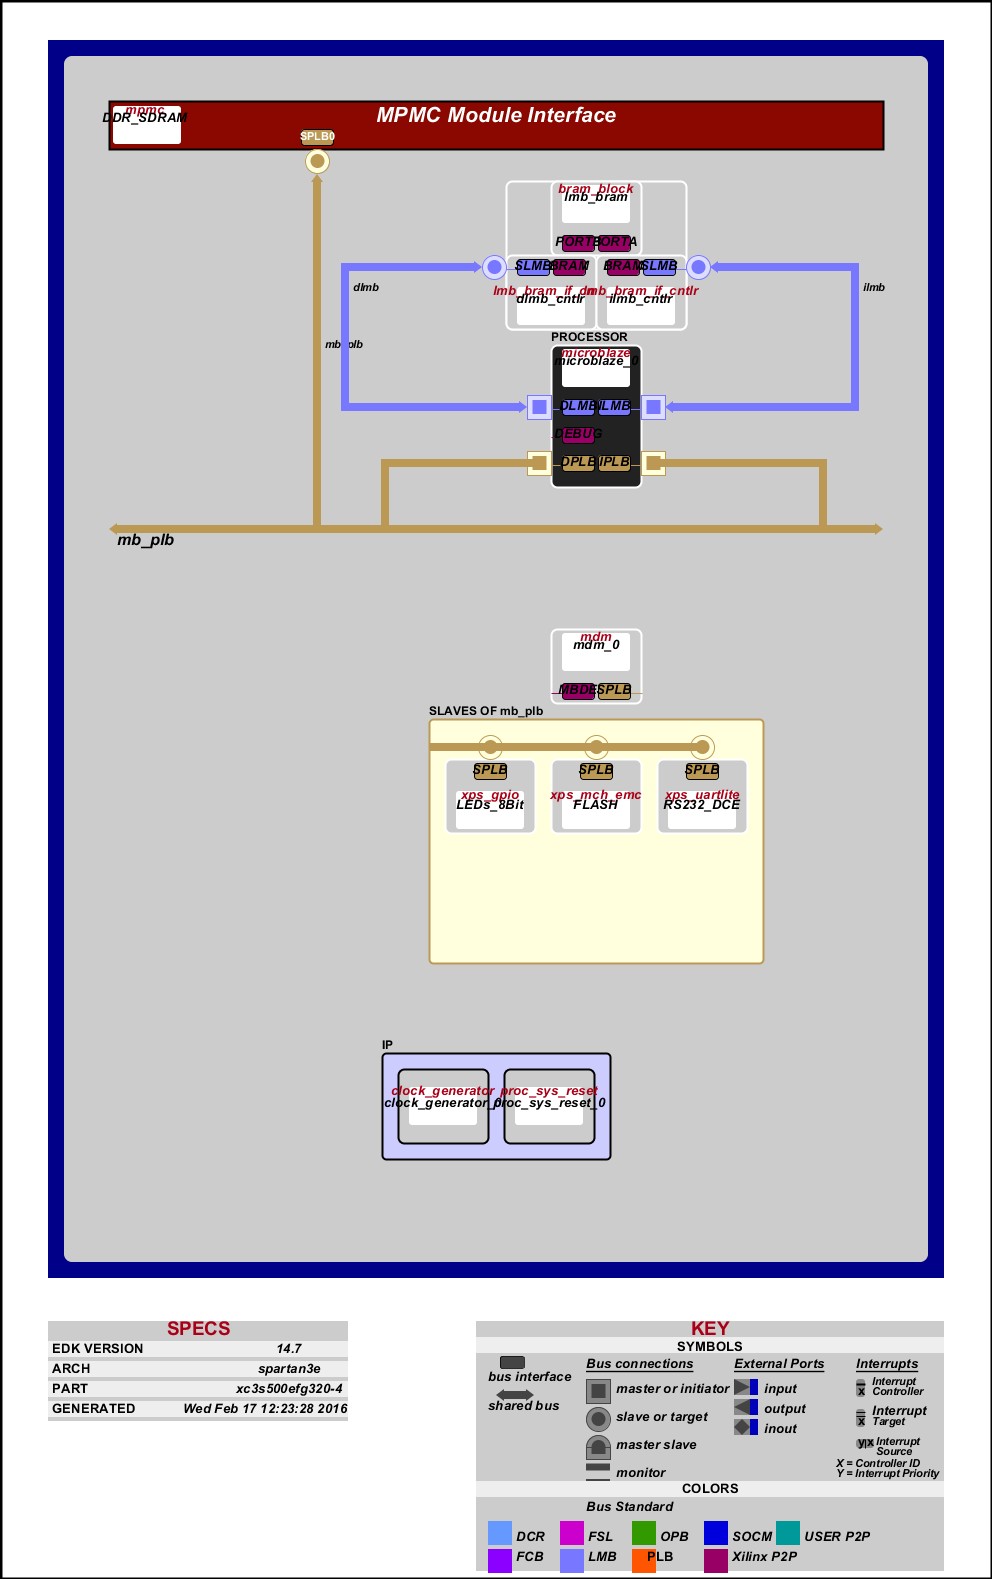 mpmc
DDR_SDRAM
MPMC Module Interface
SPLB0
bram_block
lmb_bram
PORTB PORTA
SLMB BRAM BRAM SLMB
dlmb
ilmb
lmb_bram_if_cntlr lmb_bram_if_cntlr
dlmb_cntlr ilmb_cntlr
PROCESSOR
mb_plb
microblaze
microblaze_0
DLMB ILMB
DEBUG
DPLB IPLB
mb_plb
mdm
mdm_0
SPLB
SLAVES OF mb_plb
SPLB SPLB SPLB
xps_gpio xps_mch_emc xps_uartlite
LEDs_8Bit FLASH RS232_DCE
IP
clock_generator proc_sys_reset
clock_generator_0 proc_sys_reset_0
SPECS
EDK VERSION 14.7
ARCH spartan3e
PART xc3s500efg320-4
GENERATED Wed Feb 17 12:23:28 2016
KEY
SYMBOLS
bus interface
shared bus
Bus connections
master or initiator
slave or target
master slave
monitor
External Ports
input
output
inout
Interrupts
Interrupt
Controller
x
Interrupt
Target
x
y|x Interrupt
Source
X = Controller ID
Y = Interrupt Priority
COLORS
Bus Standard
DCR FSL OPB SOCM USER P2P
FCB LMB PLB Xilinx P2P